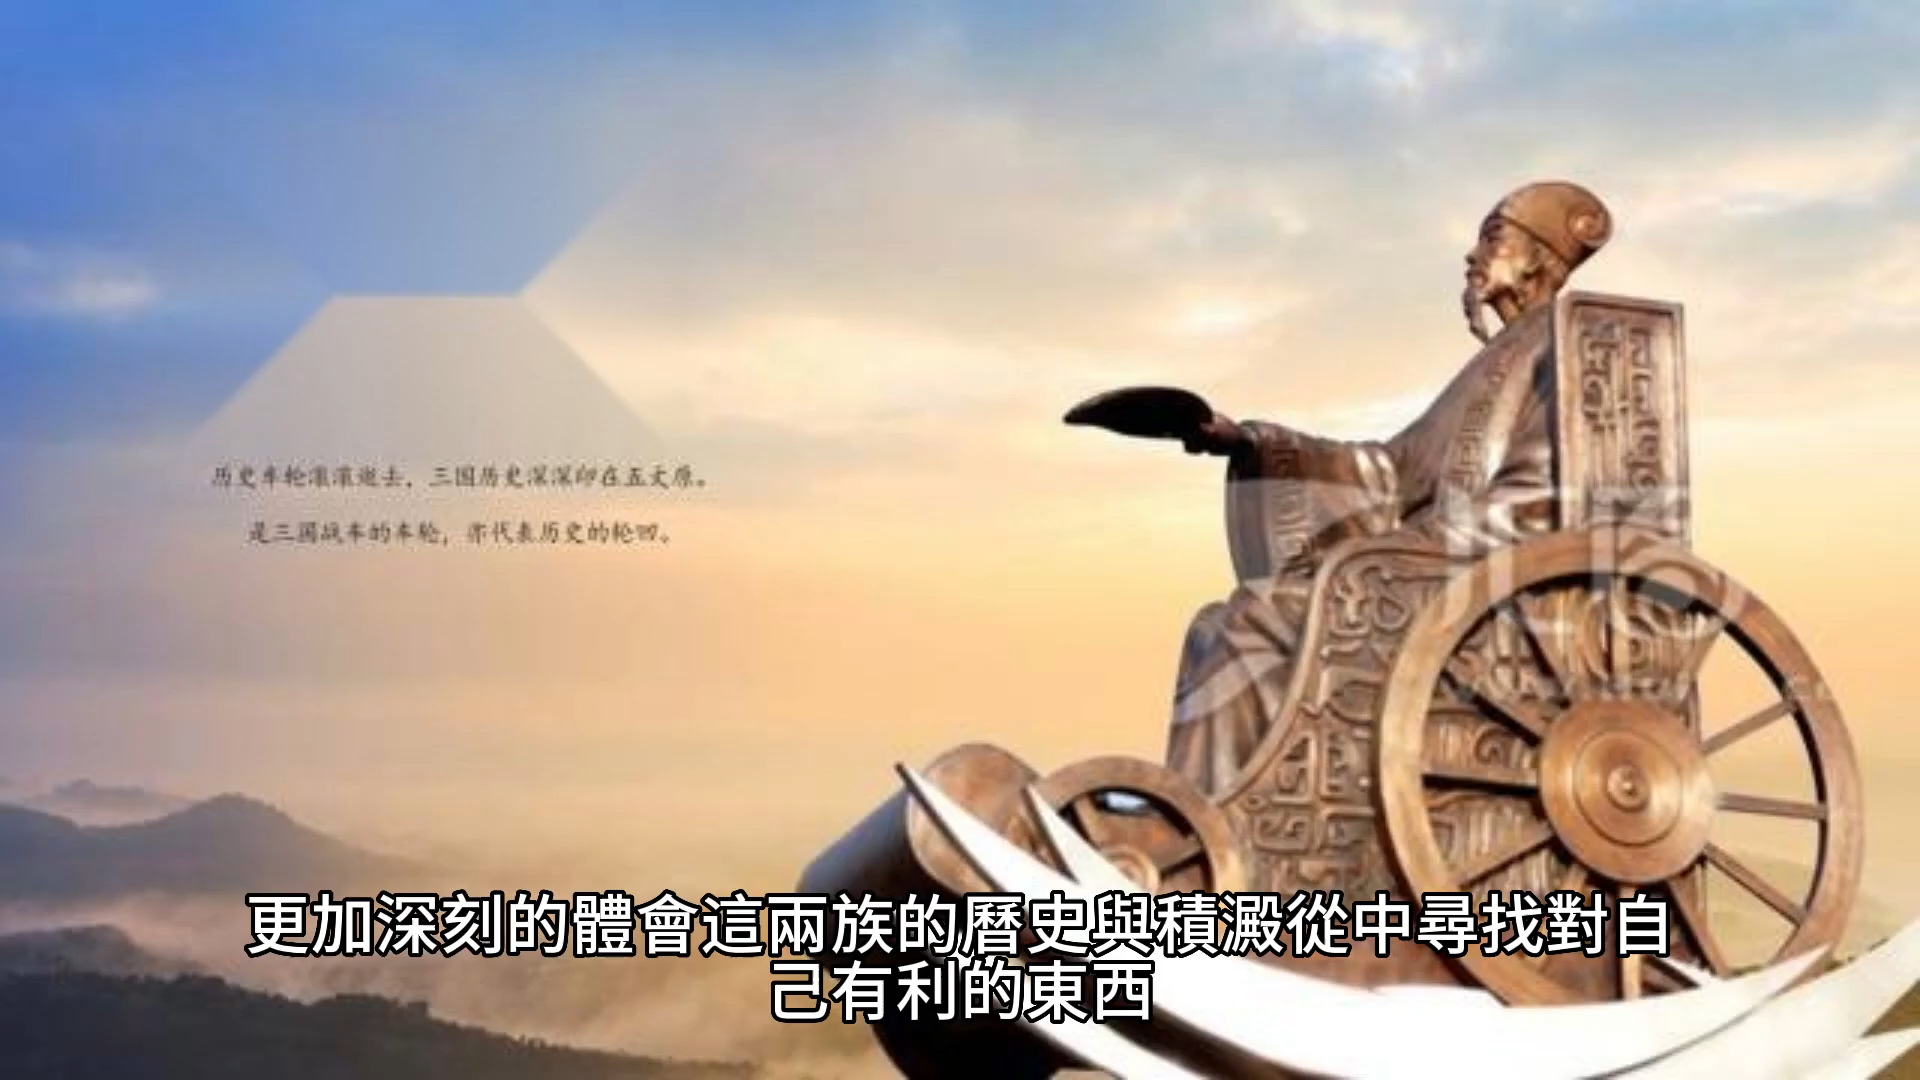 历史车轮滚滚逝去，三国历史深深印在五丈原。
是三国战车的车轮，亦代表历史的轮回。
更加深刻的體會這兩族的曆史與積澱從中尋找對自
己有利的東西